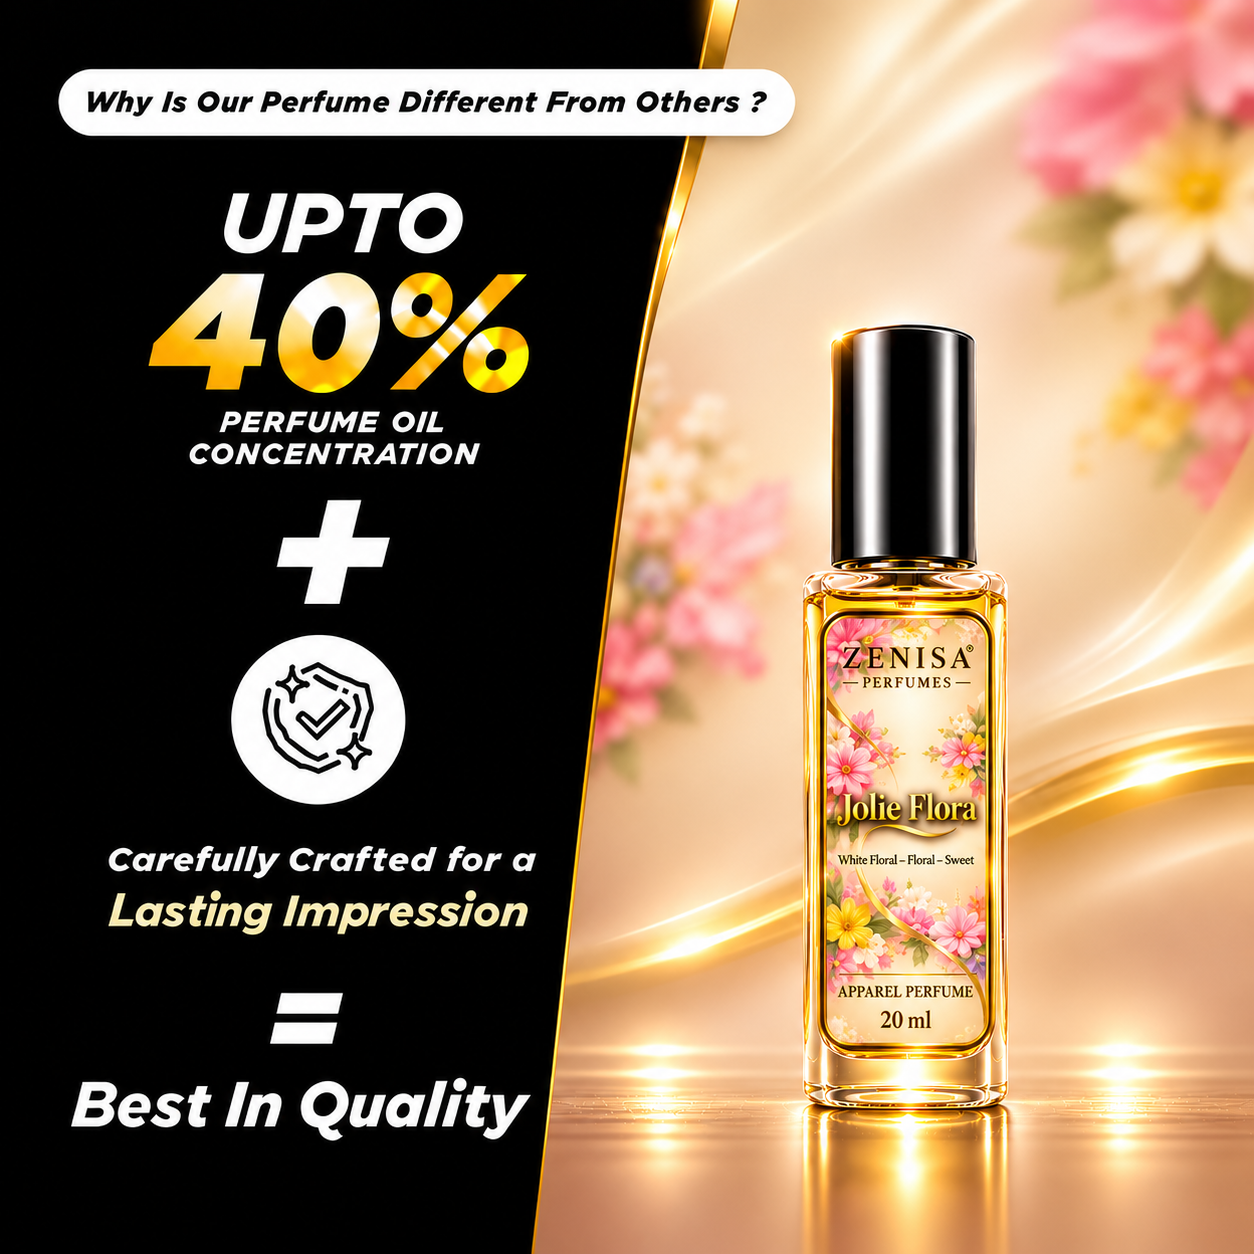 Why Is Our Perfume Different From Others ?
UPTO
40%
PERFUME OIL
CONCENTRATION
+
Carefully Crafted for a
Lasting Impression
=
Best In Quality
ZENISA®
— PERFUMES —
Jolie Flora
White Floral – Floral – Sweet
APPAREL PERFUME
20 ml